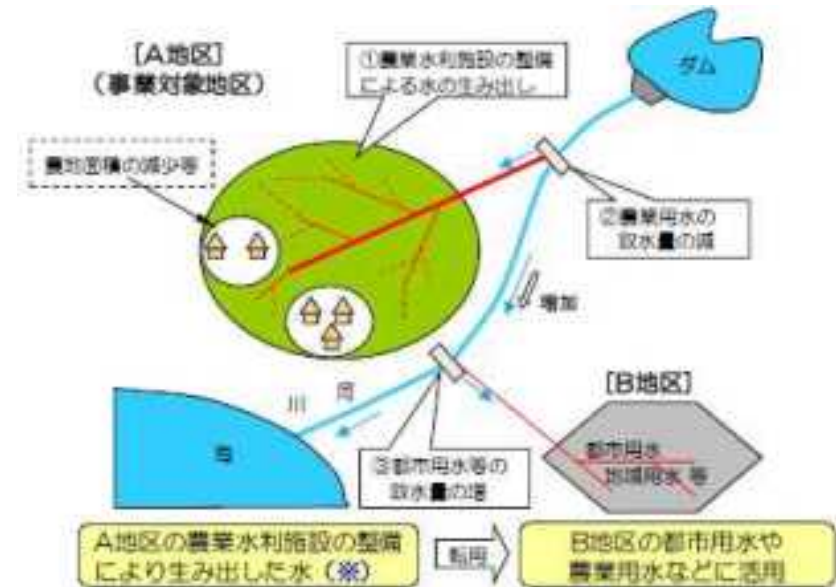 [A地区]
(事業対象地区)
①農業水利施設の整備
による水の生み出し
ダム
農地面積の減少等
②農業用水の
取水量の減
増加
[B地区]
河
川
海
③都市用水等の
取水量の増
都市用水
地域用水 等
A地区の農業水利施設の整備
により生み出した水(※)
転用
B地区の都市用水や
農業用水などに活用